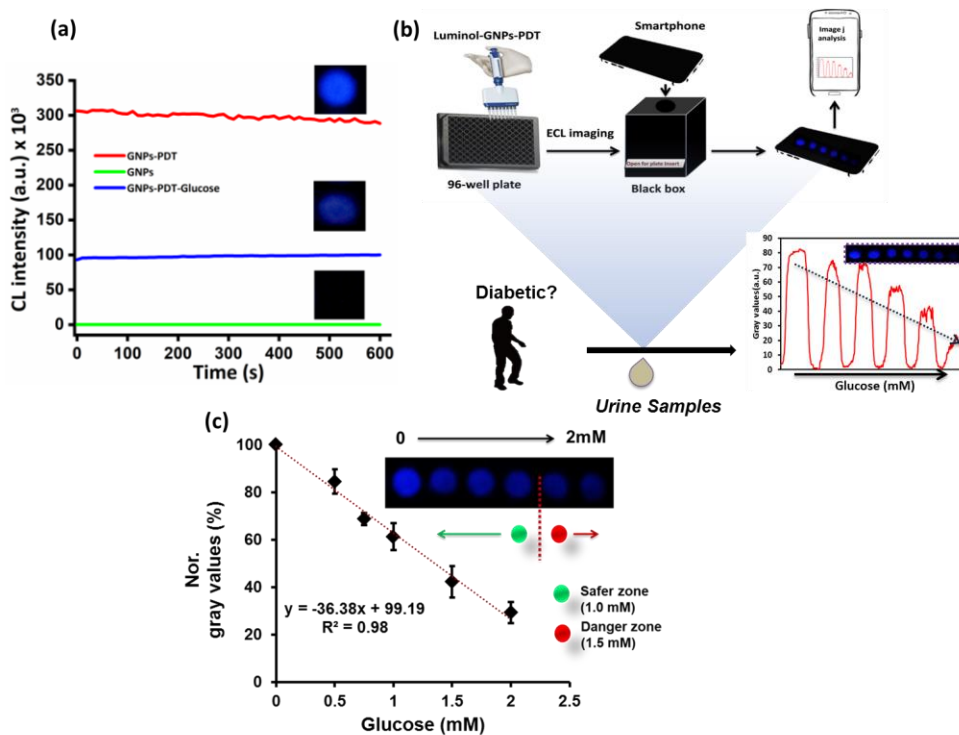 (a)
CL intensity (a.u.) x 10³
350
300
250
200
150
100
50
0
GNPs-PDT
GNPs
GNPs-PDT-Glucose
0
100
200
300
400
500
600
Time (s)
(b)
Luminol-GNPs-PDT
96-well plate
ECL imaging
Smartphone
Open for plate insert
Black box
Image j
analysis
Diabetic?
Urine Samples
Gray values(a.u.)
90
80
70
60
50
40
30
20
10
0
Glucose (mM)
(c)
0
2mM
Nor.
gray values (%)
100
80
60
40
20
0
y = -36.38x + 99.19
R² = 0.98
Safer zone
(1.0 mM)
Danger zone
(1.5 mM)
0
0.5
1
1.5
2
2.5
Glucose (mM)